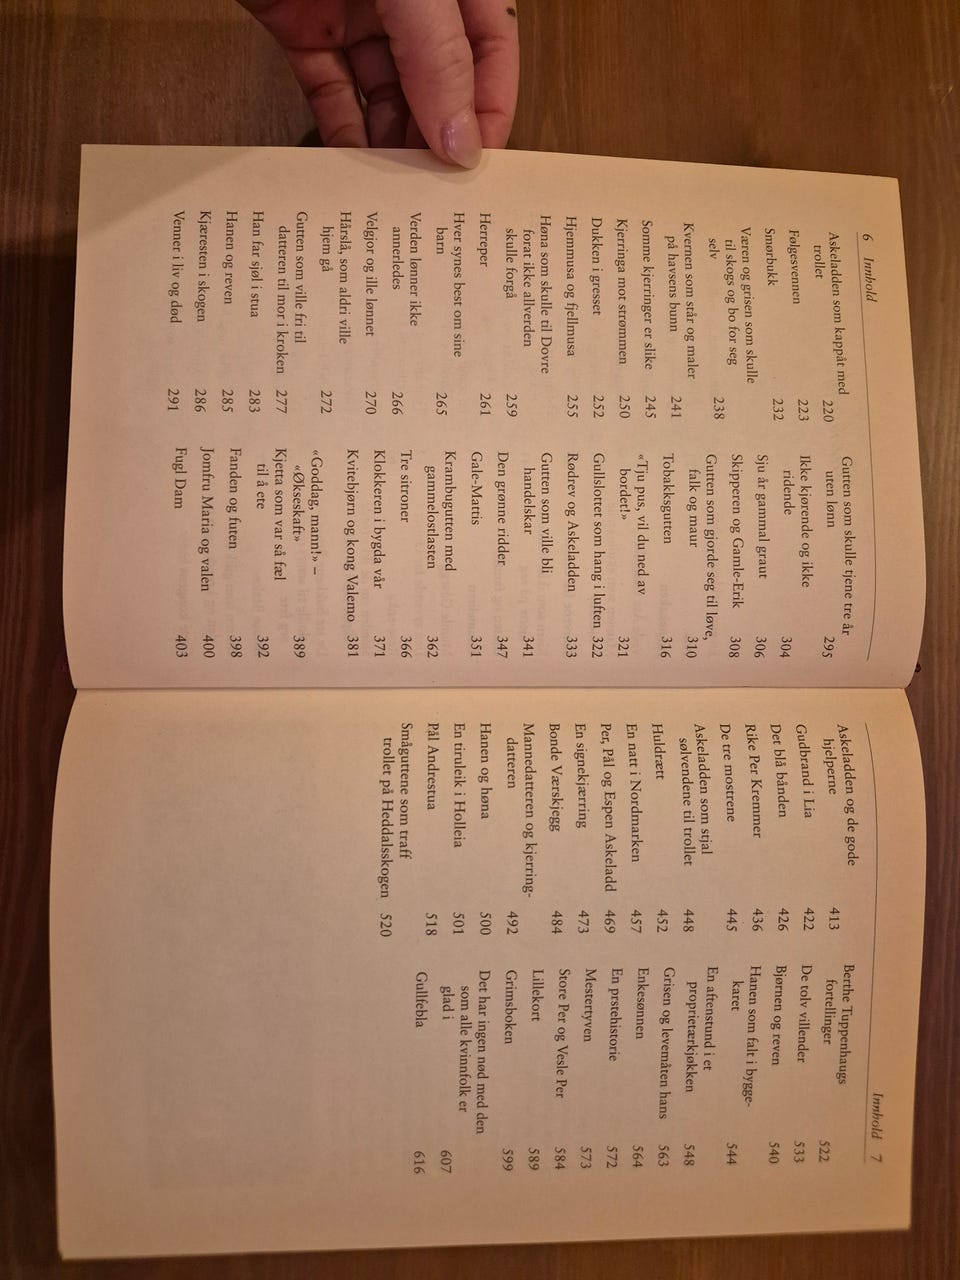 6 Innhold
Askeladden som kappåt med
trollet 220
Følgesvennen 223
Smørbukk 232
Væren og grisen som skulle
til skogs og bo for seg
selv 238
Kvernen som står og maler
på havsens bunn 241
Somme kjerringer er slike 245
Kjerringa mot strømmen 250
Dukken i gresset 252
Hjemmusa og fjellmusa 255
Høna som skulle til Dovre
forat ikke allverden
skulle forgå 259
Herreper 261
Hver synes best om sine
barn 265
Verden lønner ikke
annerledes 266
Velgjor og ille lønnet 270
Hårslå, som aldri ville
hjem gå 272
Gutten som ville fri til
datteren til mor i kroken 277
Han far sjøl i stua 283
Hanen og reven 285
Kjæresten i skogen 286
Venner i liv og død 291
Gutten som skulle tjene tre år
uten lønn 295
Ikke kjørende og ikke
ridende 304
Sju år gammal graut 306
Skipperen og Gamle-Erik 308
Gutten som gjorde seg til løve,
falk og maur 310
Tobakksgutten 316
«Tju pus, vil du ned av
bordet!» 321
Gullslottet som hang i luften 322
Rødrev og Askeladden 333
Gutten som ville bli
handelskar 341
Den grønne ridder 347
Gale-Mattis 351
Krambugutten med
gammelostlasten 362
Tre sitroner 366
Klokkeren i bygda vår 371
Kvitebjørn og kong Valemo 381
«Goddag, mann!» –
«Økseskaft» 389
Kjetta som var så fæl
til å ete 392
Fanden og futen 398
Jomfru Maria og valen 400
Fugl Dam 403
Innhold 7
Askeladden og de gode
hjelperne 413
Gudbrand i Lia 422
Det blå bånden 426
Rike Per Kremmer 436
De tre mostrene 445
Askeladden som stjal
sølvendene til trollet 448
Huldrætt 452
En natt i Nordmarken 457
Per, Pål og Espen Askeladd 469
En signekjærring 473
Bonde Værskjegg 484
Mannedatteren og kjerring-
datteren 492
Hanen og høna 500
En tiruleik i Holleia 501
Pål Andrestua 518
Småguttene som traff
trollet på Heddalsskogen 520
Berthe Tuppenhaugs
fortellinger 522
De tolv villender 533
Bjørnen og reven 540
Hanen som falt i brygge-
karet 544
En aftenstund i et
proprietærkjøkken 548
Grisen og levemåten hans 563
Enkesønnen 564
En prstehistorie 572
Mestertyven 573
Store Per og Vesle Per 584
Lillekort 589
Grimsboken 599
Det har ingen nød med den
som alle kvinnfolk er
glad i 607
Gullfebla 616